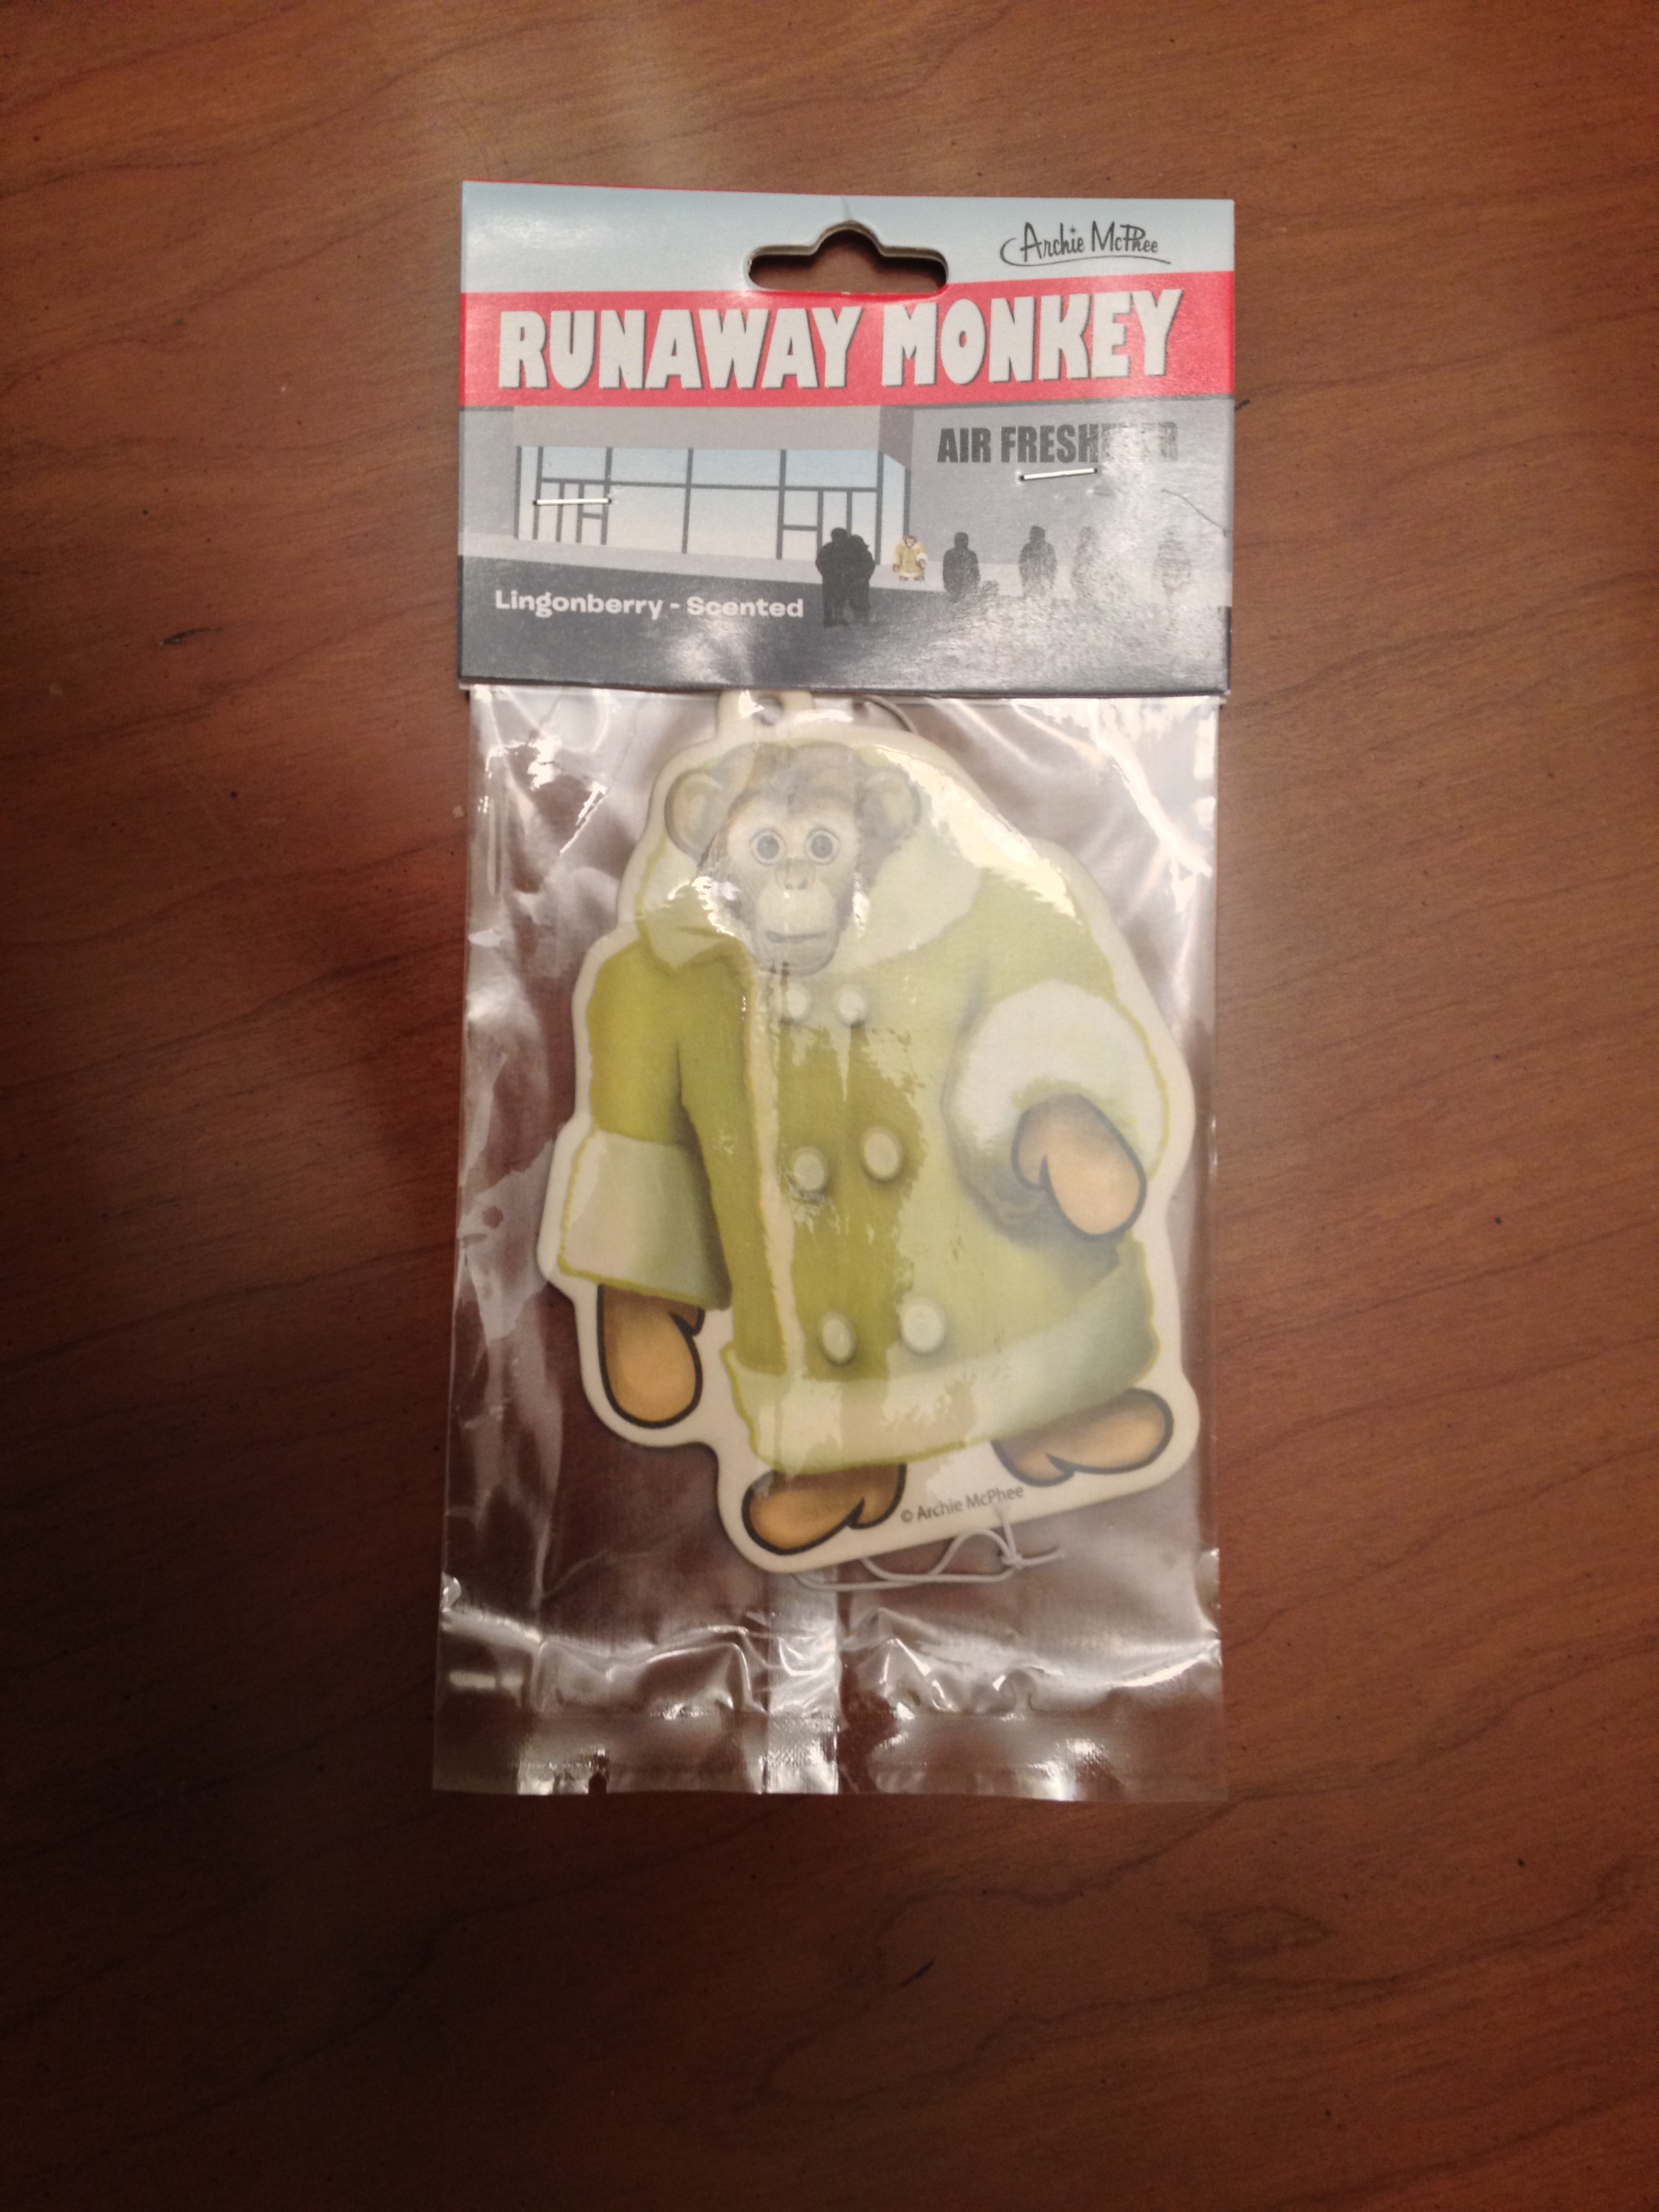 Archie McPhee
RUNAWAY MONKEY
AIR FRESHENER
Lingonberry - Scented
© Archie McPhee